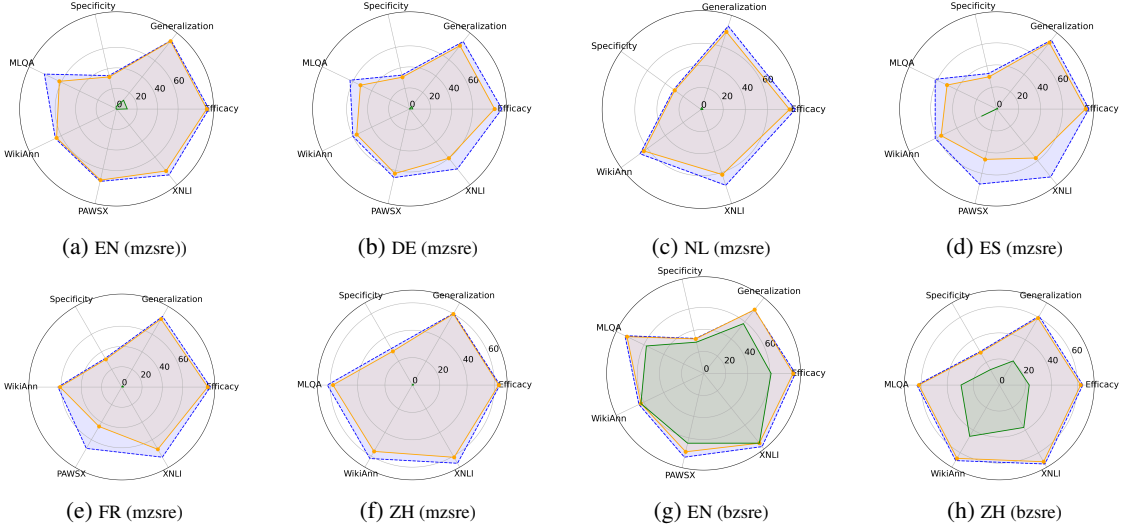 Specificity
Generalization
MLQA
0 20 40 60
Efficacy
WikiAnn
PAWSX
XNLI
(a) EN (mzsre))
Specificity
Generalization
MLQA
0 20 40 60
Efficacy
WikiAnn
PAWSX
XNLI
(b) DE (mzsre)
Generalization
Specificity
0 20 40 60
Efficacy
WikiAnn
XNLI
(c) NL (mzsre)
Specificity
Generalization
MLQA
0 20 40 60
Efficacy
WikiAnn
PAWSX
XNLI
(d) ES (mzsre)
Specificity
Generalization
WikiAnn
0 20 40 60
Efficacy
PAWSX
XNLI
(e) FR (mzsre)
Specificity
Generalization
MLQA
0 20 40 60
Efficacy
WikiAnn
XNLI
(f) ZH (mzsre)
Specificity
Generalization
MLQA
0 20 40 60
Efficacy
WikiAnn
PAWSX
XNLI
(g) EN (bzsre)
Specificity
Generalization
MLQA
0 20 40 60
Efficacy
WikiAnn
XNLI
(h) ZH (bzsre)